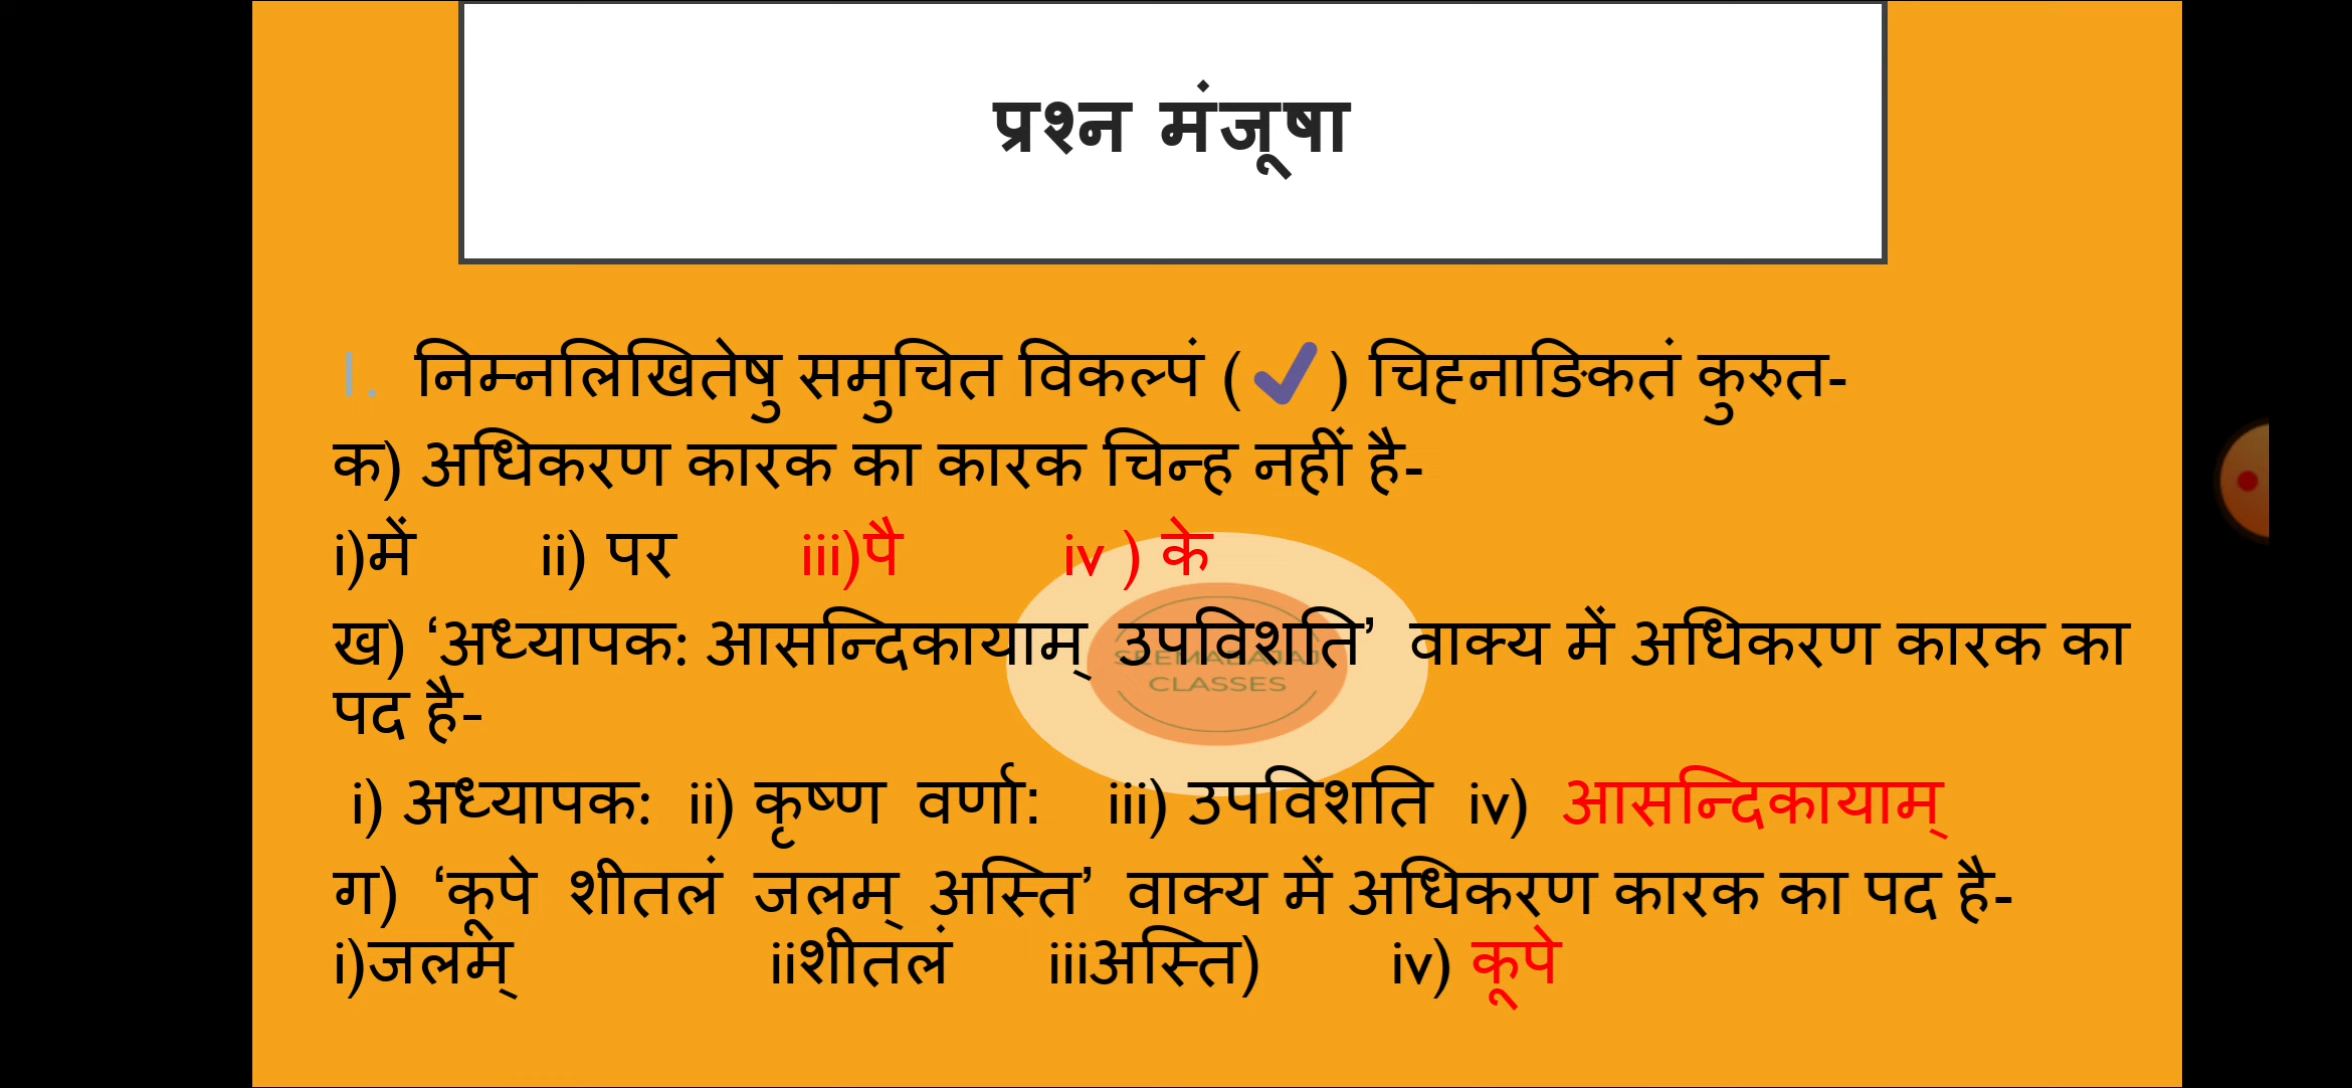 प्रश्न मंजूषा
I. निम्नलिखितेषु समुचित विकल्पं (✔) चिह्नाङ्कितं कुरुत-
क) अधिकरण कारक का कारक चिन्ह नहीं है-
i)में ii) पर iii)पै iv ) के
ख) ‘अध्यापक: आसन्दिकायाम् उपविशति’ वाक्य में अधिकरण कारक का
पद है-
SEEMABAJAJ
CLASSES
i) अध्यापक: ii) कृष्ण वर्णा: iii) उपविशति iv) आसन्दिकायाम्
ग) ‘कूपे शीतलं जलम् अस्ति’ वाक्य में अधिकरण कारक का पद है-
i)जलम् iiशीतलं iiiअस्ति) iv) कूपे